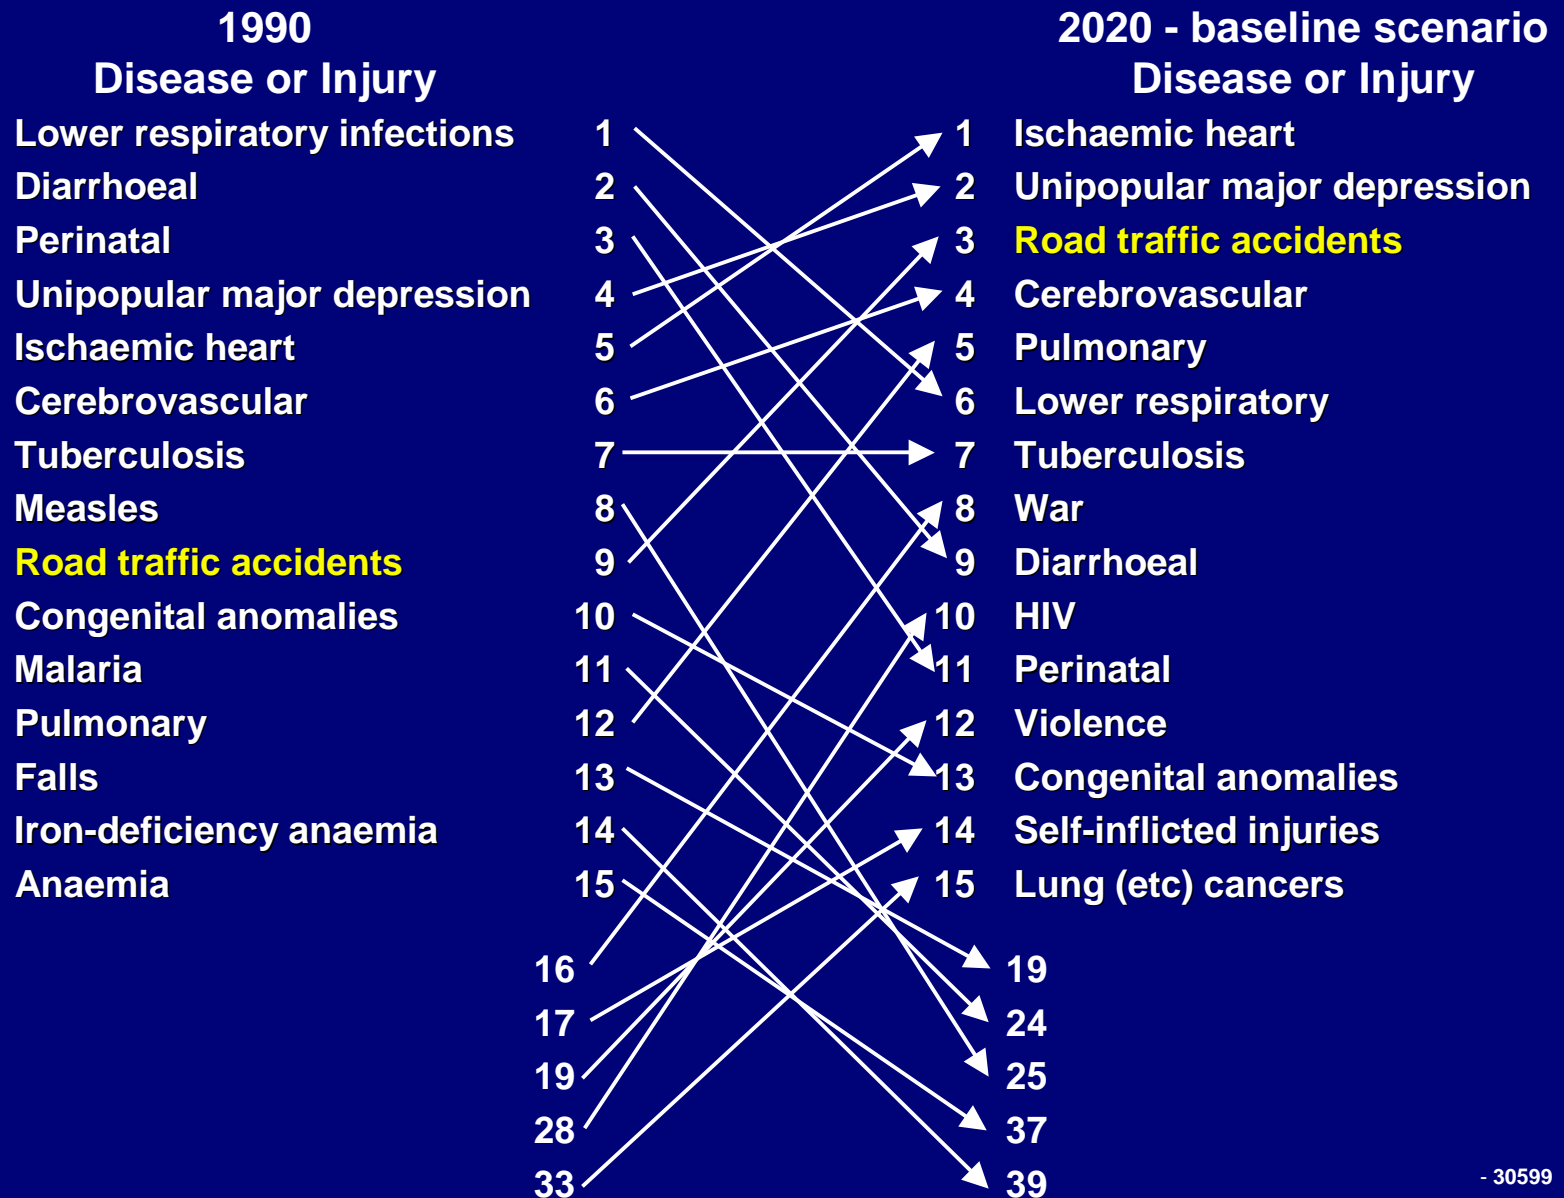 1990
Disease or Injury
Lower respiratory infections 1
Diarrhoeal 2
Perinatal 3
Unipopular major depression 4
Ischaemic heart 5
Cerebrovascular 6
Tuberculosis 7
Measles 8
Road traffic accidents 9
Congenital anomalies 10
Malaria 11
Pulmonary 12
Falls 13
Iron-deficiency anaemia 14
Anaemia 15
16
17
19
28
33
2020 - baseline scenario
Disease or Injury
1 Ischaemic heart
2 Unipopular major depression
3 Road traffic accidents
4 Cerebrovascular
5 Pulmonary
6 Lower respiratory
7 Tuberculosis
8 War
9 Diarrhoeal
10 HIV
11 Perinatal
12 Violence
13 Congenital anomalies
14 Self-inflicted injuries
15 Lung (etc) cancers
19
24
25
37
39
- 30599